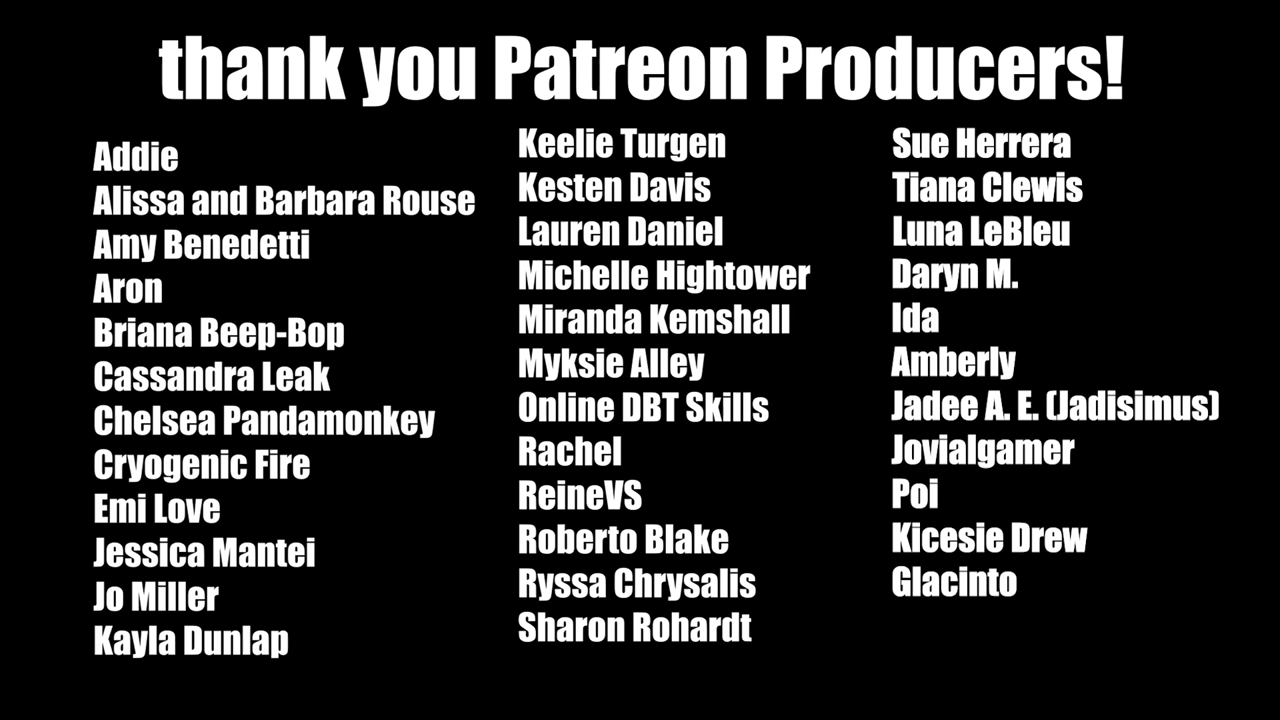 thank you Patreon Producers!
Addie
Alissa and Barbara Rouse
Amy Benedetti
Aron
Briana Beep-Bop
Cassandra Leak
Chelsea Pandamonkey
Cryogenic Fire
Emi Love
Jessica Mantei
Jo Miller
Kayla Dunlap
Keelie Turgen
Kesten Davis
Lauren Daniel
Michelle Hightower
Miranda Kemshall
Myksie Alley
Online DBT Skills
Rachel
ReineVS
Roberto Blake
Ryssa Chrysalis
Sharon Rohardt
Sue Herrera
Tiana Clewis
Luna LeBleu
Daryn M.
Ida
Amberly
Jadee A. E. (Jadisimus)
Jovialgamer
Poi
Kicesie Drew
Glacinto